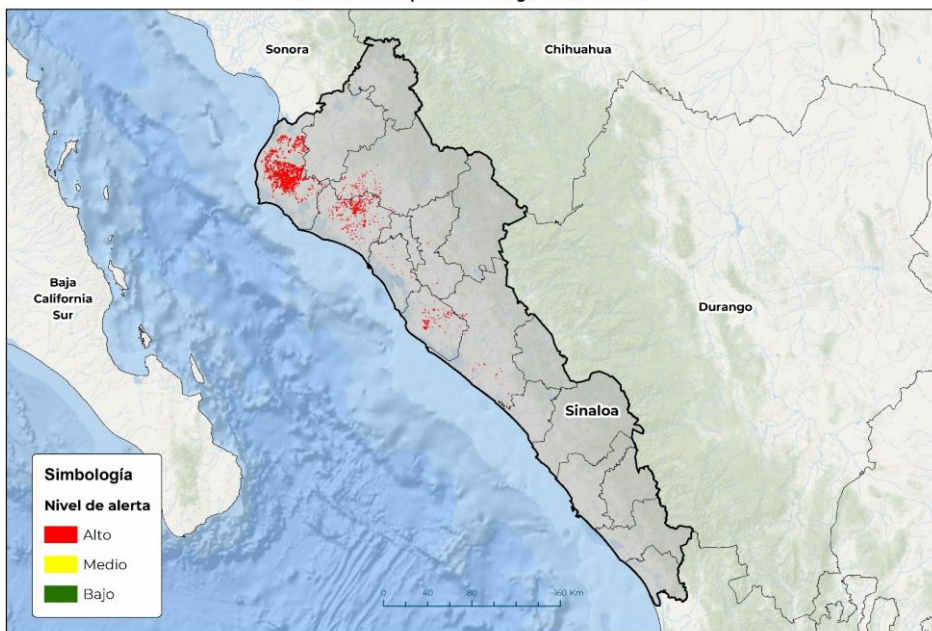 Sonora
Chihuahua
Baja
California
Sur
Durango
Sinaloa
Simbología
Nivel de alerta
Alto
Medio
Bajo
0 40 80 160 Km